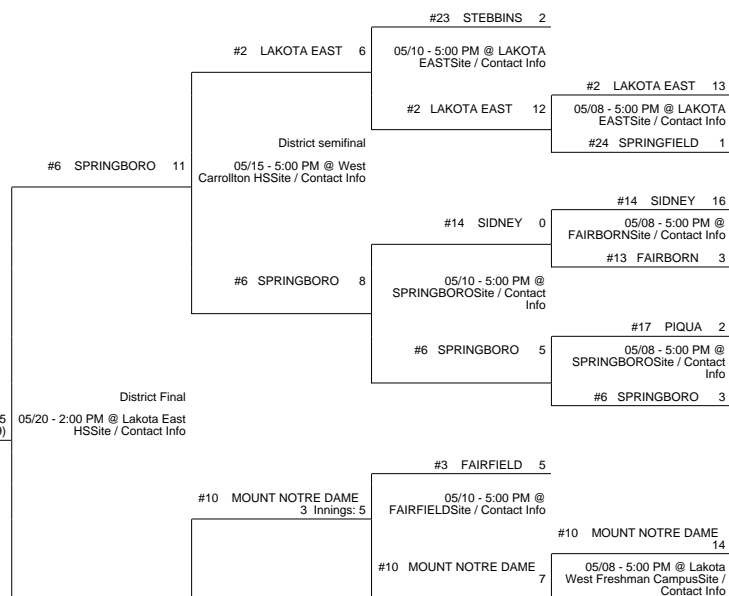 #23 STEBBINS 2
#2 LAKOTA EAST 6
05/10 - 5:00 PM @ LAKOTA
EASTSite / Contact Info
#2 LAKOTA EAST 13
#2 LAKOTA EAST 12
05/08 - 5:00 PM @ LAKOTA
EASTSite / Contact Info
#24 SPRINGFIELD 1
District semifinal
#6 SPRINGBORO 11
05/15 - 5:00 PM @ West
Carrollton HSSite / Contact Info
#14 SIDNEY 16
#14 SIDNEY 0
05/08 - 5:00 PM @
FAIRBORNSite / Contact Info
#13 FAIRBORN 3
#6 SPRINGBORO 8
05/10 - 5:00 PM @
SPRINGBOROSite / Contact
Info
#17 PIQUA 2
#6 SPRINGBORO 5
05/08 - 5:00 PM @
SPRINGBOROSite / Contact
Info
#6 SPRINGBORO 3
District Final
5
9)
05/20 - 2:00 PM @ Lakota East
HSSite / Contact Info
#3 FAIRFIELD 5
#10 MOUNT NOTRE DAME
3 Innings: 5
05/10 - 5:00 PM @
FAIRFIELDSite / Contact Info
#10 MOUNT NOTRE DAME
14
#10 MOUNT NOTRE DAME
7
05/08 - 5:00 PM @ Lakota
West Freshman CampusSite /
Contact Info